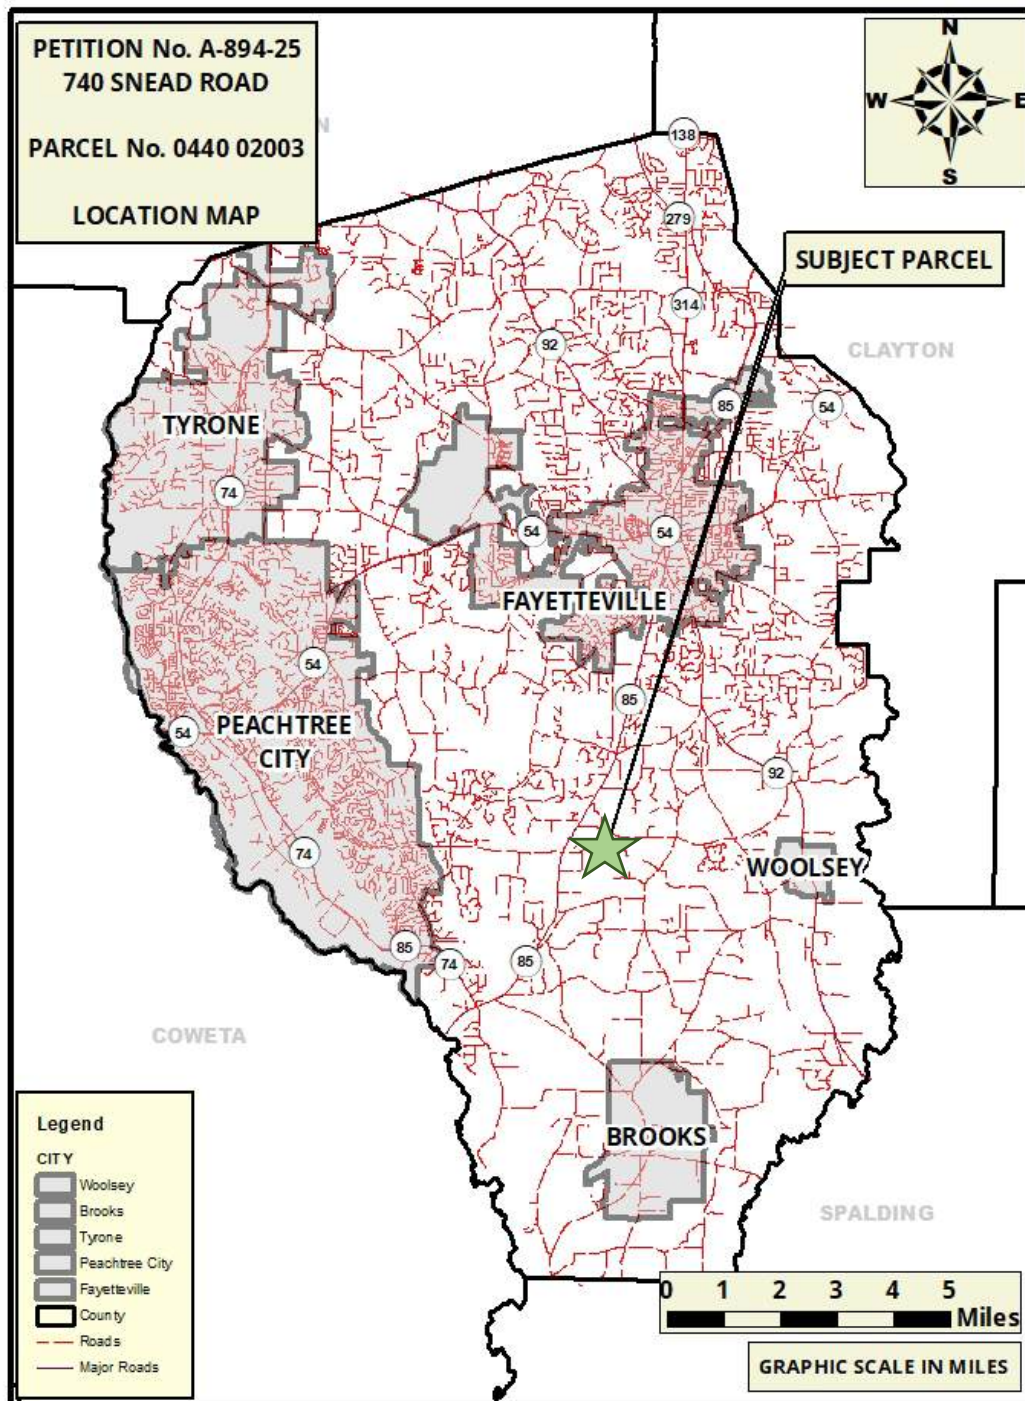 PETITION No. A-894-25
740 SNEAD ROAD
PARCEL No. 0440 02003
LOCATION MAP
N
W E
S
N
138
279
SUBJECT PARCEL
314
92
CLAYTON
85
54
TYRONE
74
54
54
FAYETTEVILLE
54
85
54
PEACHTREE
CITY
92
74
WOOLSEY
85
74
85
COWETA
BROOKS
SPALDING
Legend
CITY
Woolsey
Brooks
Tyrone
Peachtree City
Fayetteville
County
Roads
Major Roads
0 1 2 3 4 5
Miles
GRAPHIC SCALE IN MILES